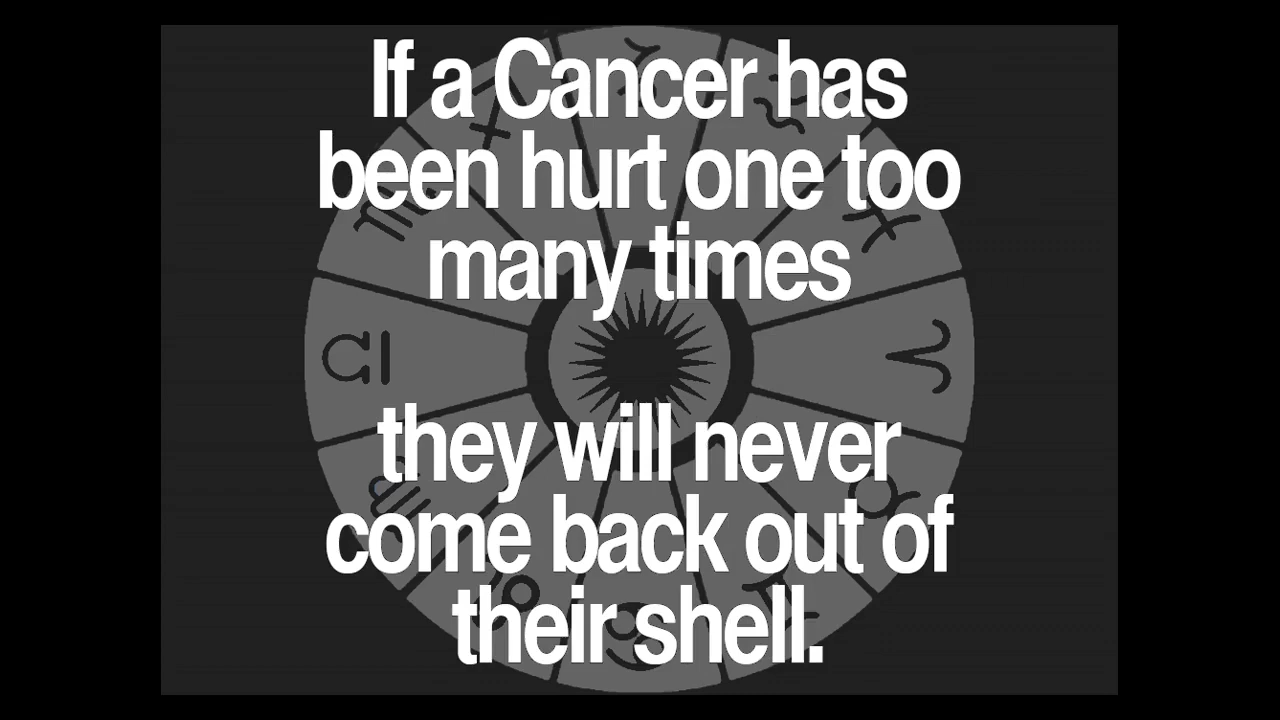 If a Cancer has
been hurt one too
many times
they will never
come back out of
their shell.